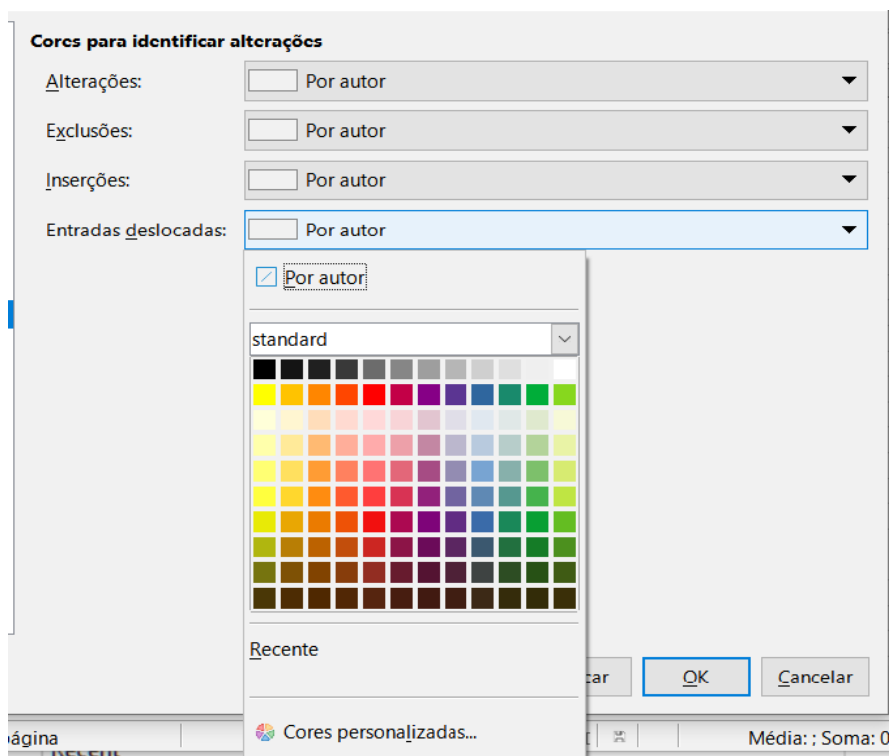 Cores para identificar alterações
Alterações: Por autor
Exclusões: Por autor
Inserções: Por autor
Entradas deslocadas: Por autor
Por autor
standard
Recente
car OK Cancelar
Cores personalizadas...
página Média: ; Soma: 0